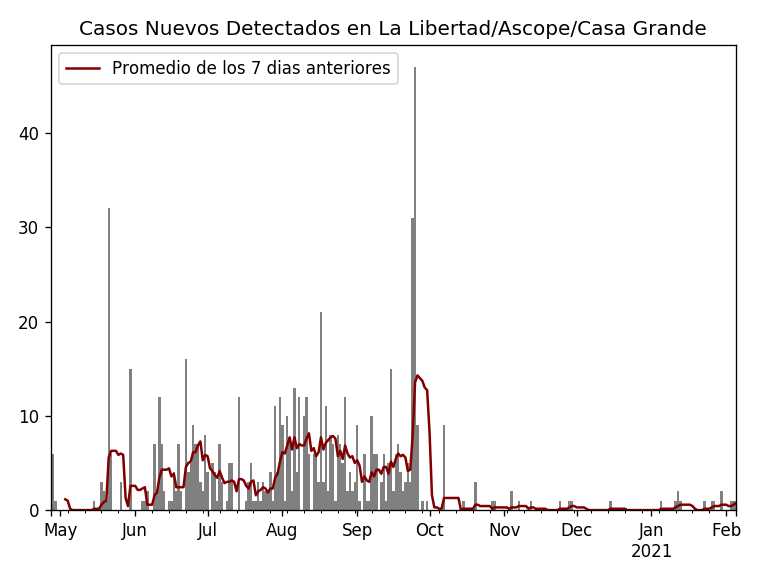 Casos Nuevos Detectados en La Libertad/Ascope/Casa Grande
Promedio de los 7 dias anteriores
40
30
20
10
0
May Jun Jul Aug Sep Oct Nov Dec Jan Feb
2021